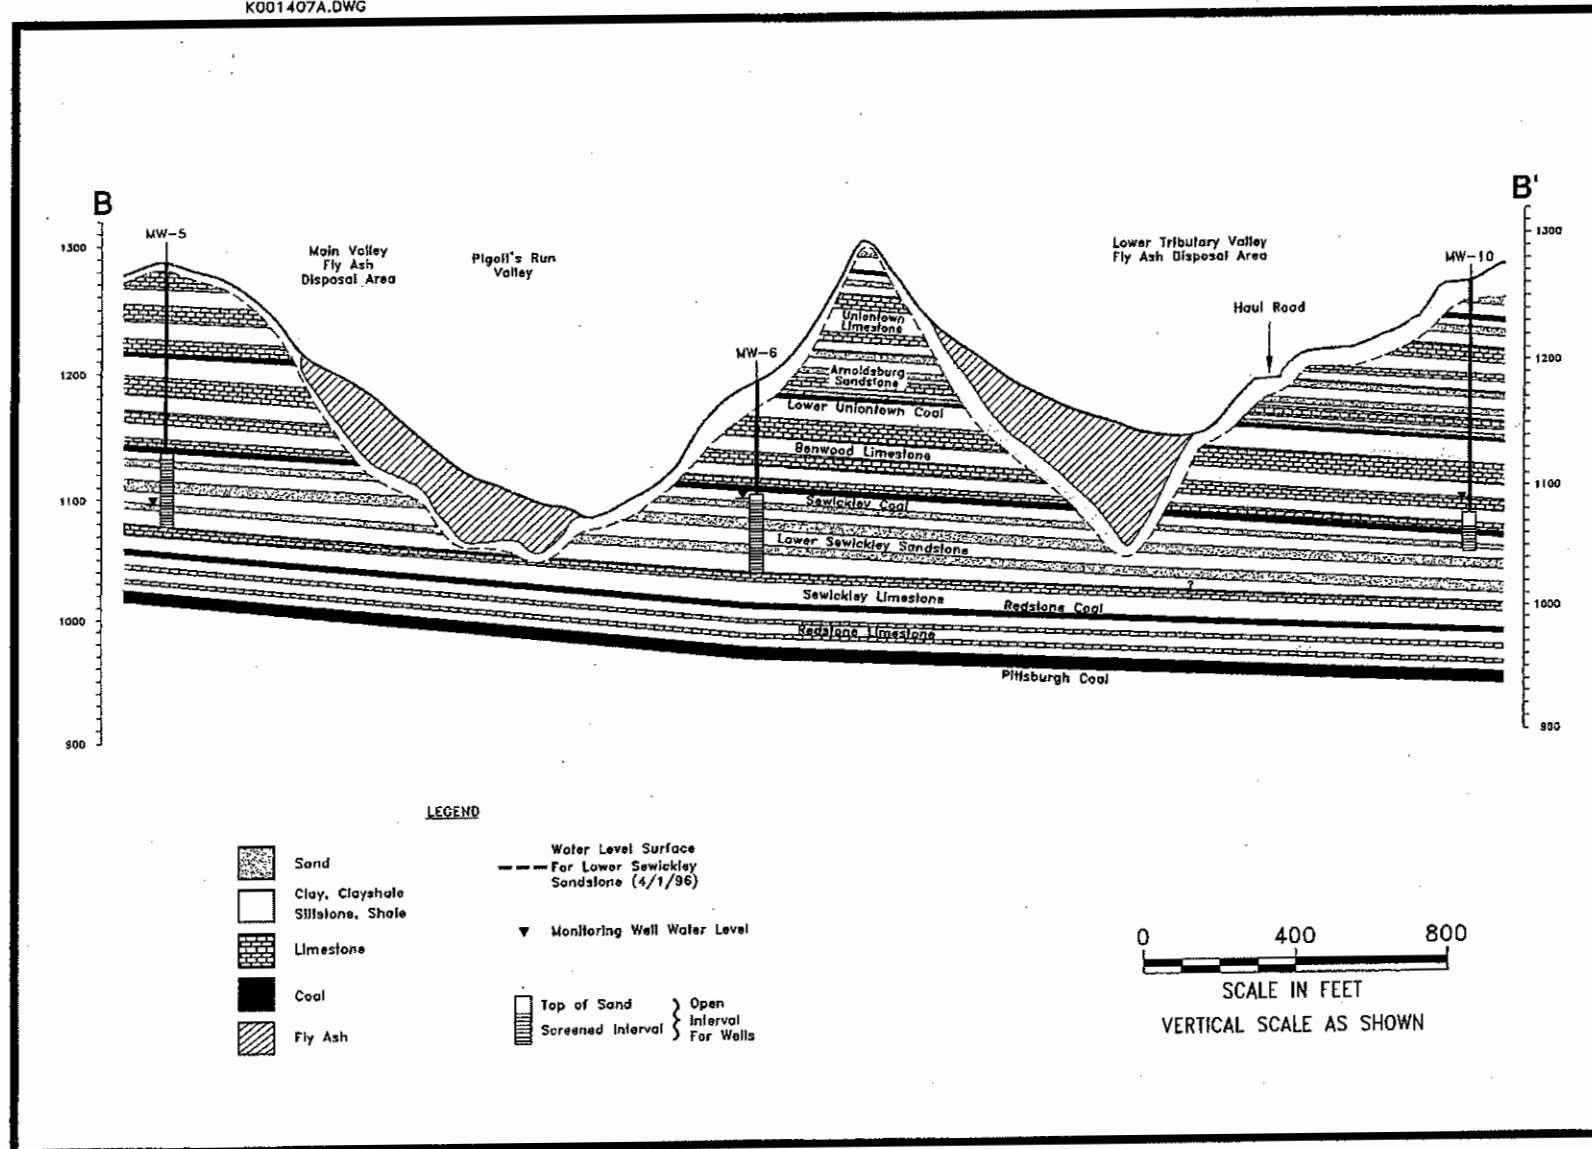 K001407A.DWG
B
B'
MW-5
Main Valley
Fly Ash
Disposal Area
Pigott's Run
Valley
Lower Tributary Valley
Fly Ash Disposal Area
MW-10
Haul Road
MW-6
1300
1200
1100
1000
900
1300
1200
1100
1000
900
Uniontown
Limestone
Arnoldsburg
Sandstone
Lower Uniontown Coal
Benwood Limestone
Sewickley Coal
Lower Sewickley Sandstone
?
Sewickley Limestone
Redstone Coal
Redstone Limestone
Pittsburgh Coal
LEGEND
Sand
Clay, Clayshale
Siltstone, Shale
Limestone
Coal
Fly Ash
Water Level Surface
For Lower Sewickley
Sandstone (4/1/96)
Monitoring Well Water Level
Top of Sand
Screened Interval
Open
Interval
For Wells
0 400 800
SCALE IN FEET
VERTICAL SCALE AS SHOWN